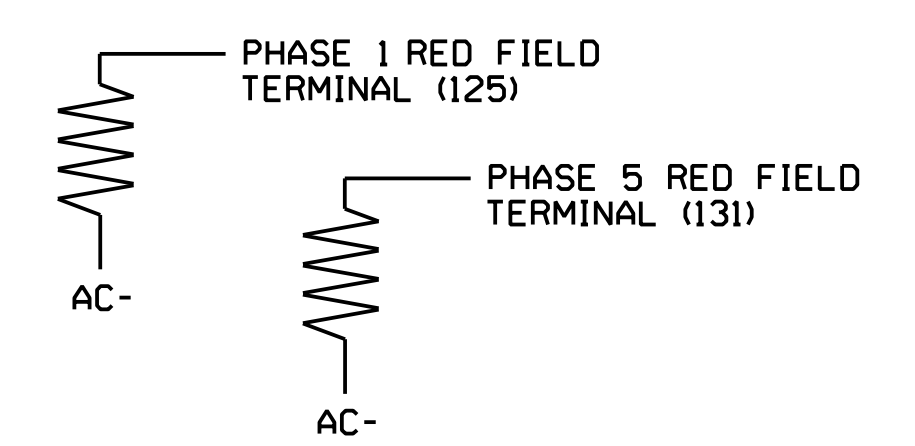 PHASE 1 RED FIELD
TERMINAL (125)
AC-
PHASE 5 RED FIELD
TERMINAL (131)
AC-